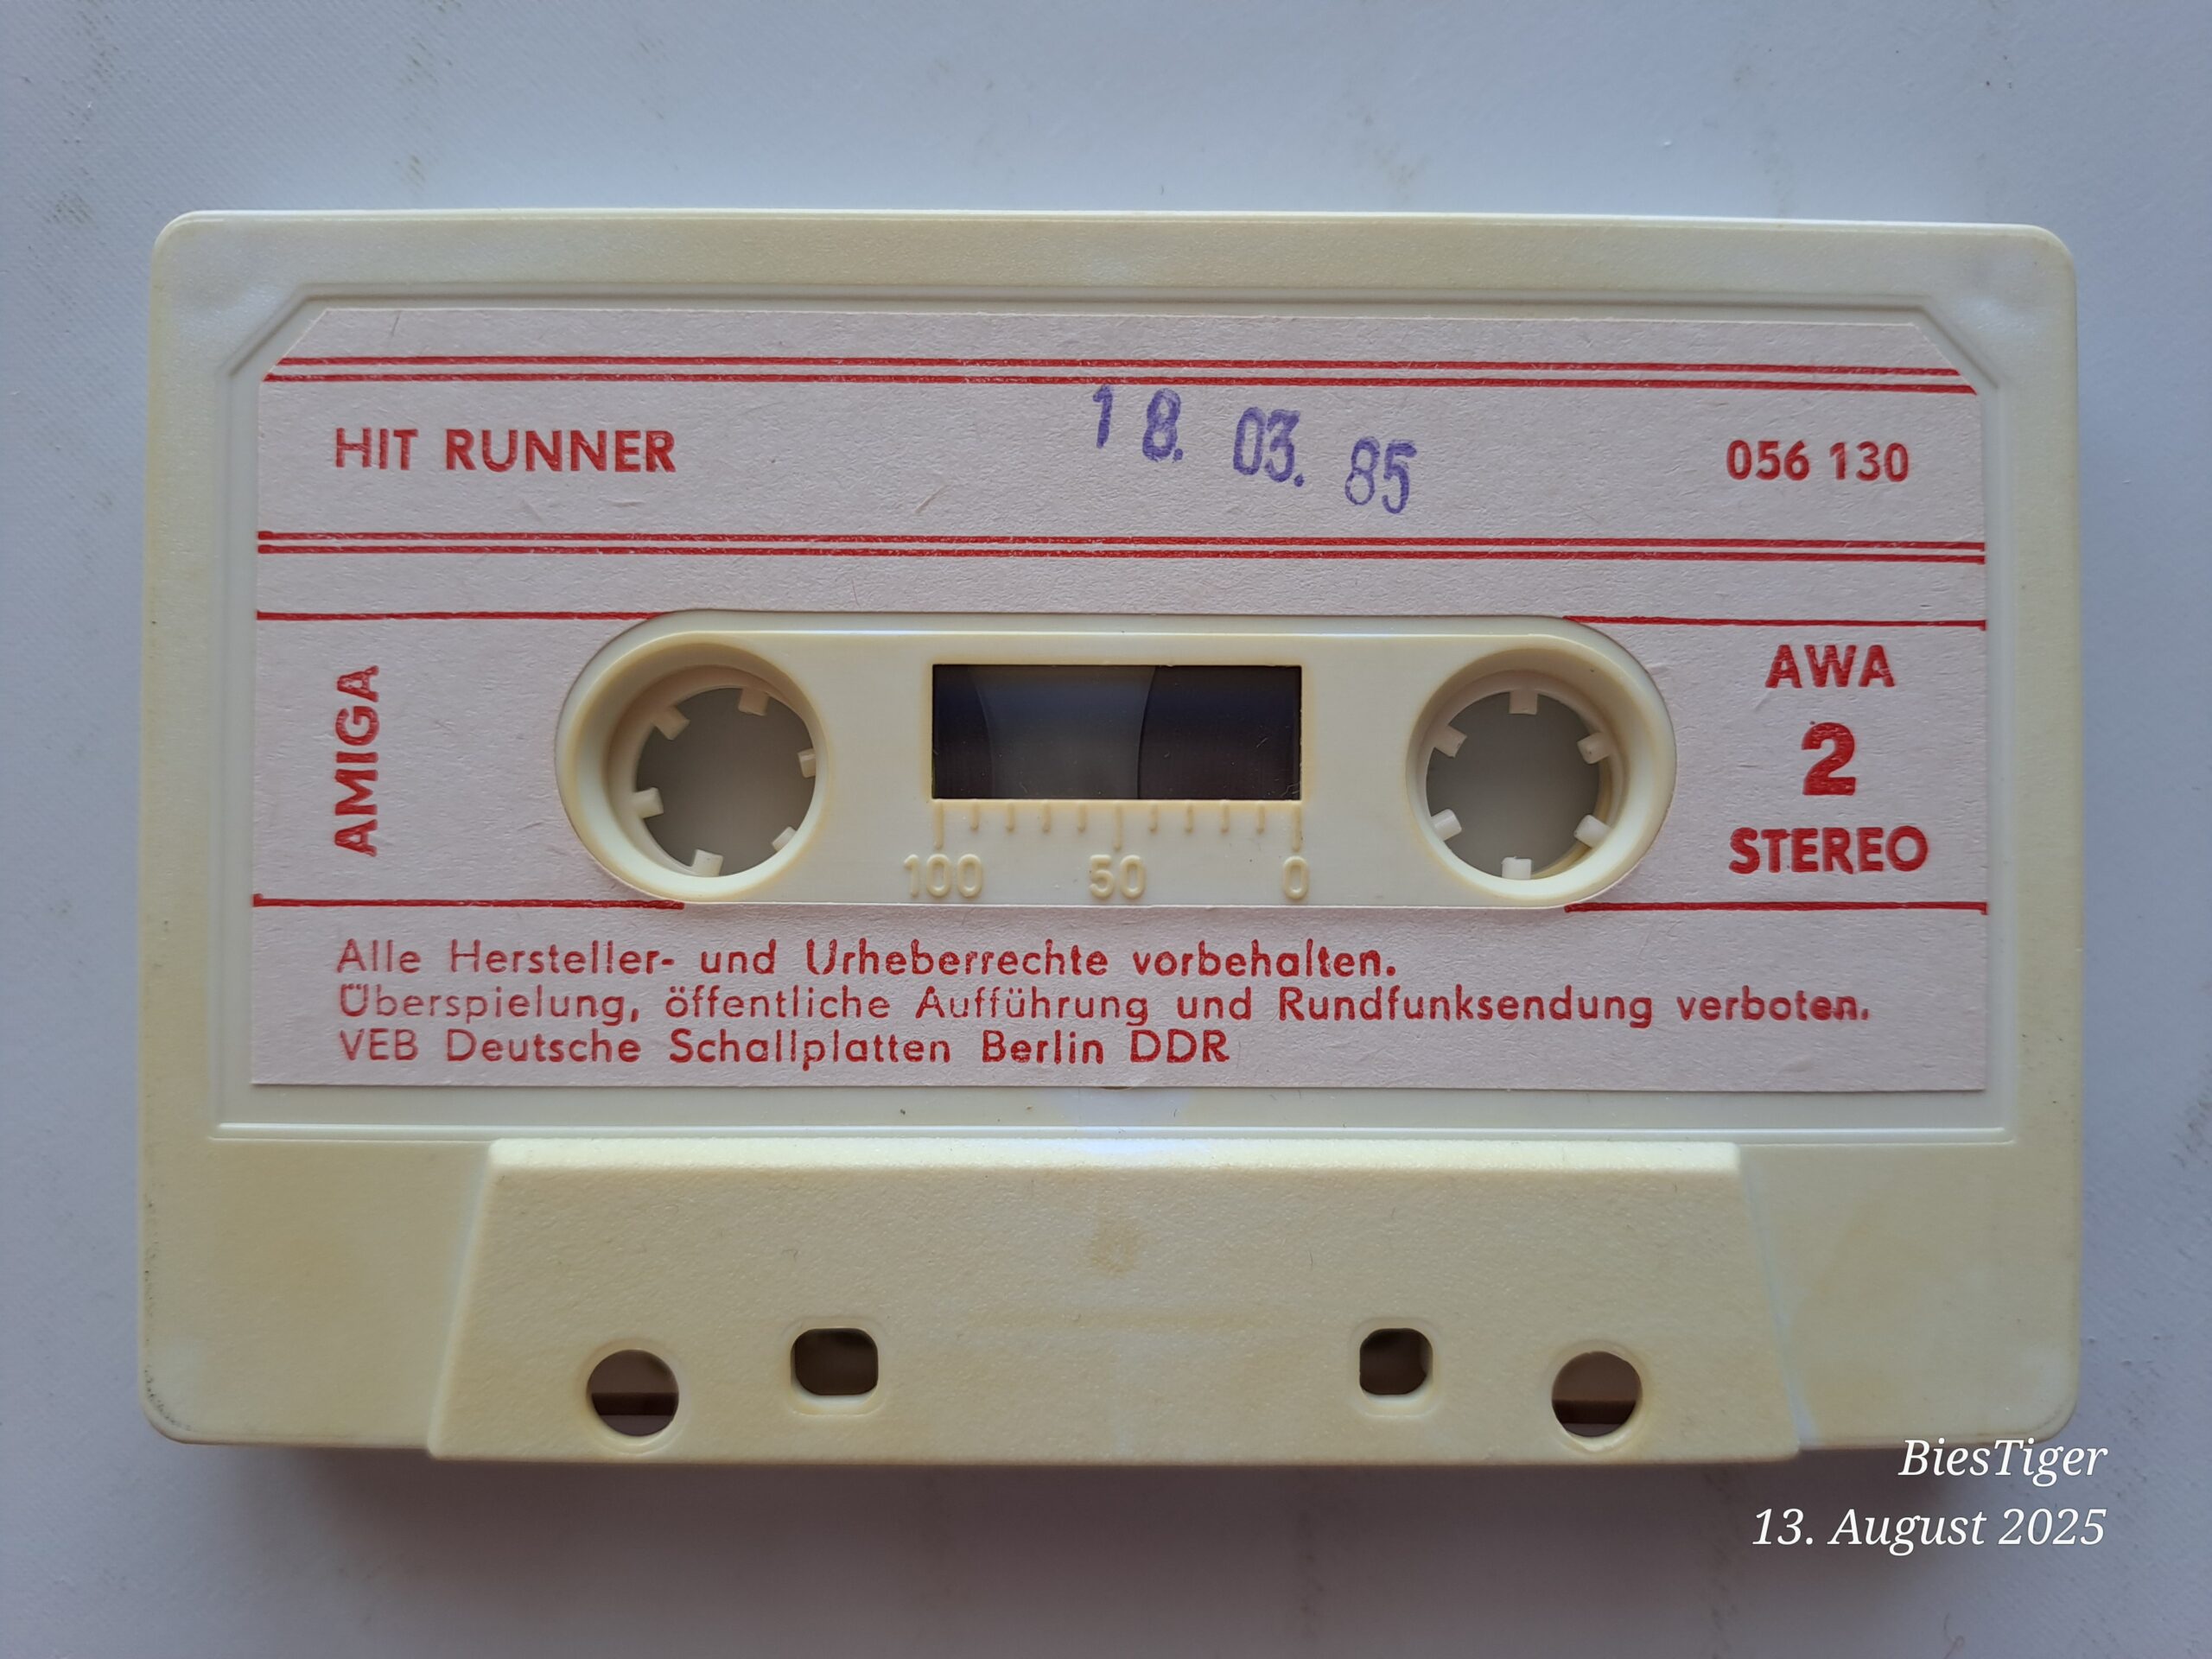 HIT RUNNER
18. 03. 85
056 130
AMIGA
AWA
2
STEREO
100 50 0
Alle Hersteller- und Urheberrechte vorbehalten.
Überspielung, öffentliche Aufführung und Rundfunksendung verboten.
VEB Deutsche Schallplatten Berlin DDR
BiesTiger
13. August 2025